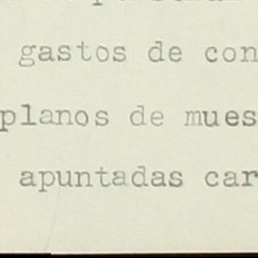 gastos de con
planos de mues
apuntadas car